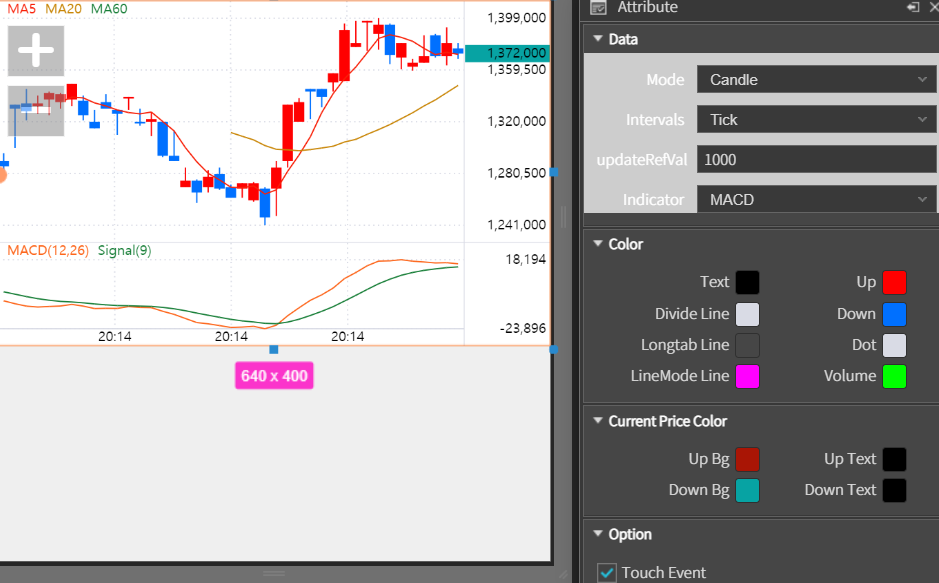 MA5 MA20 MA60
1,399,000
1,372,000
1,359,500
1,320,000
1,280,500
1,241,000
MACD(12,26) Signal(9)
18,194
-23,896
20:14 20:14 20:14
640 x 400
Attribute
Data
Mode Candle
Intervals Tick
updateRefVal 1000
Indicator MACD
Color
Text Up
Divide Line Down
Longtab Line Dot
LineMode Line Volume
Current Price Color
Up Bg Up Text
Down Bg Down Text
Option
Touch Event